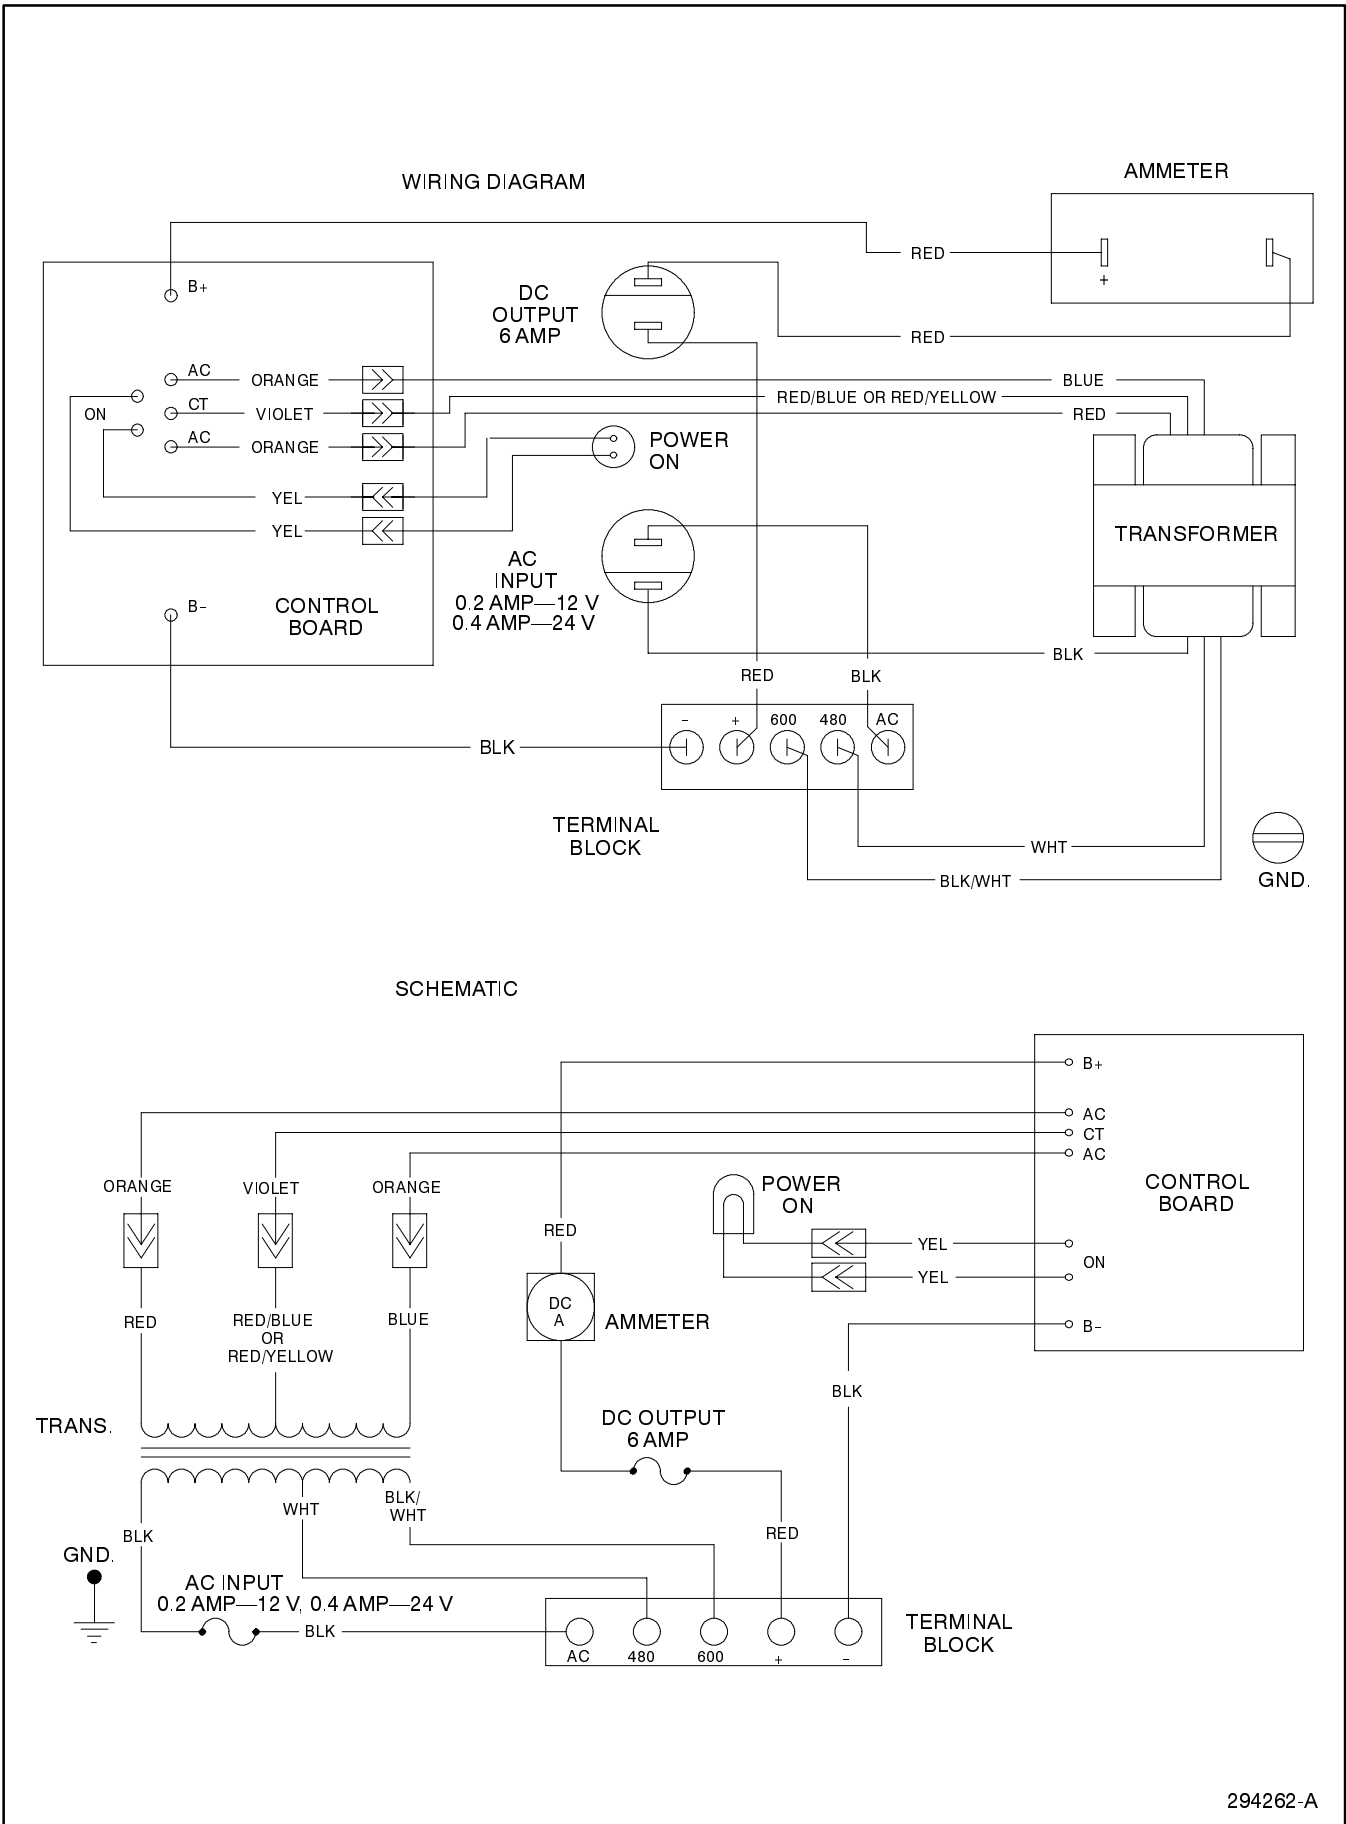 WIRING DIAGRAM
AMMETER
RED
+
B+
DC
OUTPUT
6 AMP
RED
AC
ORANGE
BLUE
CT
VIOLET
RED/BLUE OR RED/YELLOW
ON
RED
AC
ORANGE
POWER
ON
YEL
YEL
TRANSFORMER
AC
INPUT
0.2 AMP—12 V
0.4 AMP—24 V
B-
CONTROL
BOARD
BLK
RED
BLK
- + 600 480 AC
BLK
TERMINAL
BLOCK
WHT
BLK/WHT
GND.
SCHEMATIC
B+
AC
CT
AC
CONTROL
BOARD
ORANGE
VIOLET
ORANGE
POWER
ON
RED
YEL
ON
YEL
DC
A
AMMETER
RED
RED/BLUE
OR
RED/YELLOW
BLUE
B-
BLK
TRANS.
DC OUTPUT
6 AMP
WHT
BLK/
WHT
BLK
RED
GND.
AC INPUT
0.2 AMP—12 V, 0.4 AMP—24 V
BLK
TERMINAL
BLOCK
AC 480 600 + -
294262-A